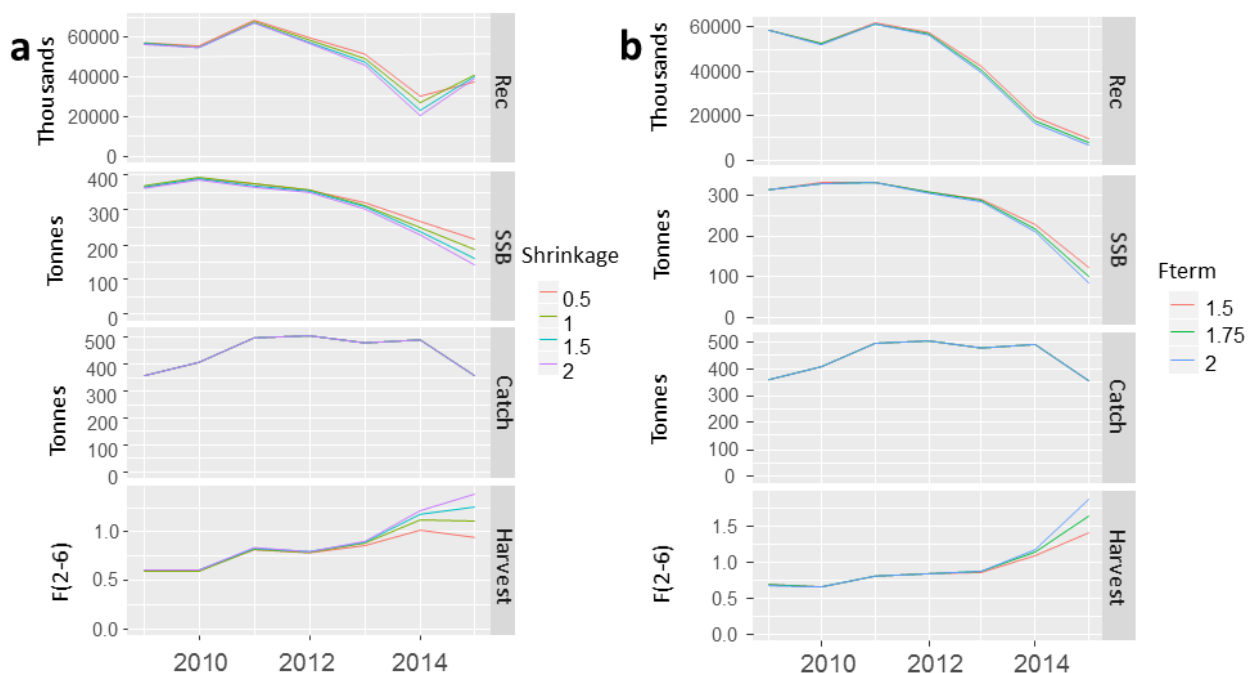 a
Thousands
60000
40000
20000
0
Rec
Tonnes
400
300
200
100
0
SSB
Tonnes
500
400
300
200
100
0
Catch
F(2-6)
1.0
0.5
0.0
Harvest
2010 2012 2014
Shrinkage
0.5
1
1.5
2
b
Thousands
60000
40000
20000
0
Rec
Tonnes
300
200
100
0
SSB
Tonnes
500
400
300
200
100
0
Catch
F(2-6)
1.5
1.0
0.5
0.0
Harvest
2010 2012 2014
Fterm
1.5
1.75
2